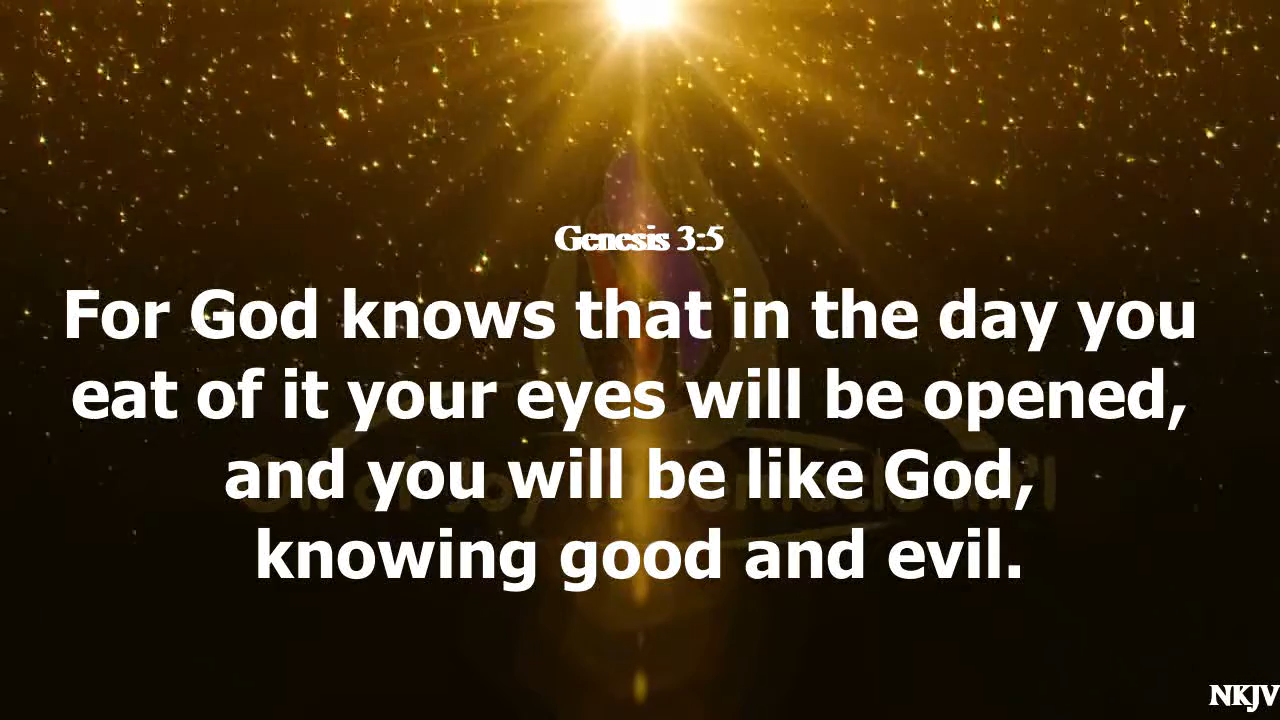 Genesis 3:5
For God knows that in the day you
eat of it your eyes will be opened,
and you will be like God,
knowing good and evil.
NKJV